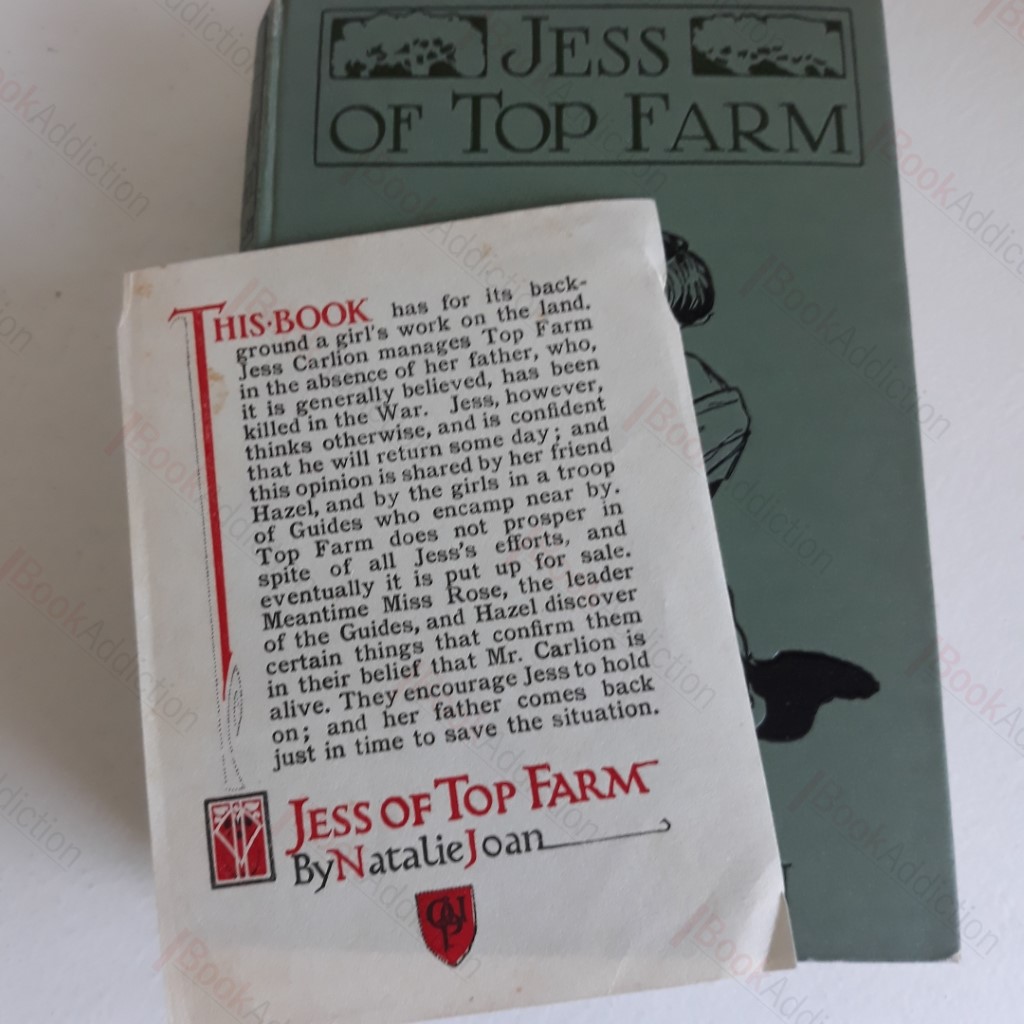 JESS
OF TOP FARM
THIS·BOOK has for its back-
ground a girl's work on the land.
Jess Carlion manages Top Farm
in the absence of her father, who,
it is generally believed, has been
killed in the War. Jess, however,
thinks otherwise, and is confident
that he will return some day; and
this opinion is shared by her friend
Hazel, and by the girls in a troop
of Guides who encamp near by.
Top Farm does not prosper in
spite of all Jess's efforts, and
eventually it is put up for sale.
Meantime Miss Rose, the leader
of the Guides, and Hazel discover
certain things that confirm them
in their belief that Mr. Carlion is
alive. They encourage Jess to hold
on; and her father comes back
just in time to save the situation.
JESS OF TOP FARM
By Natalie Joan
BookAddiction